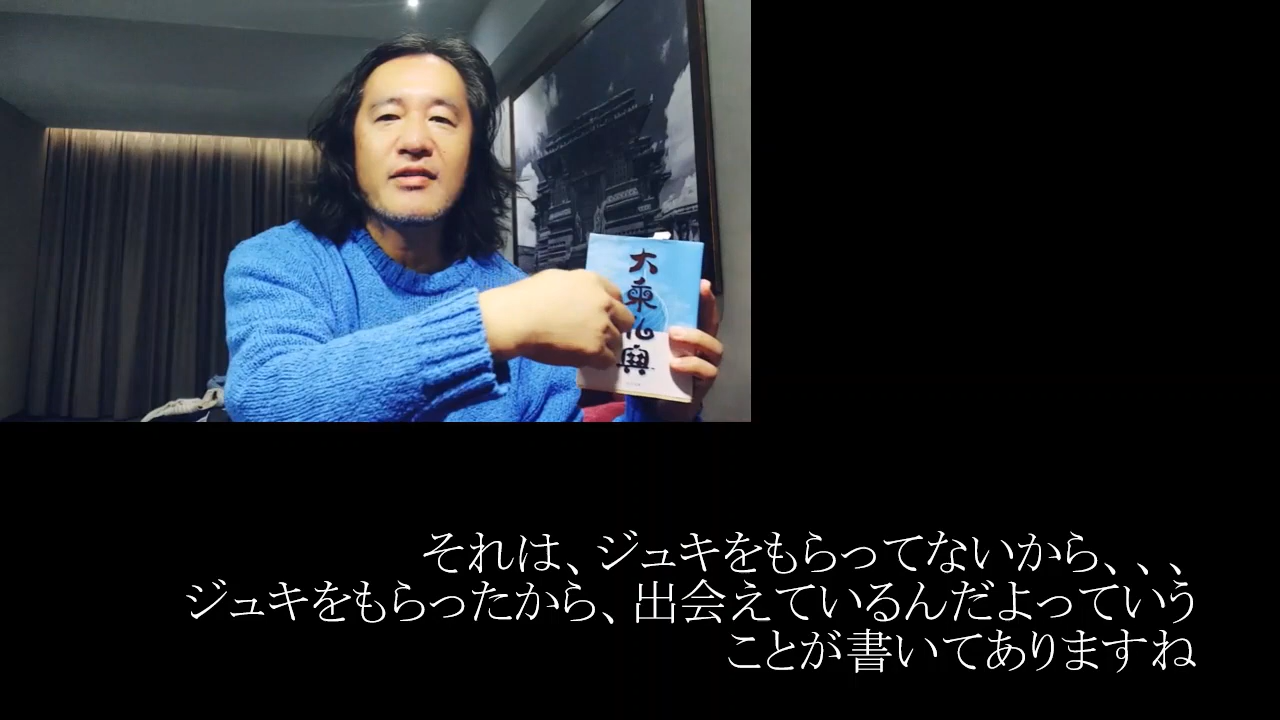 大乗仏典
それは、ジュキをもらってないから、、、
ジュキをもらったから、出会えているんだよっていう
ことが書いてありますね